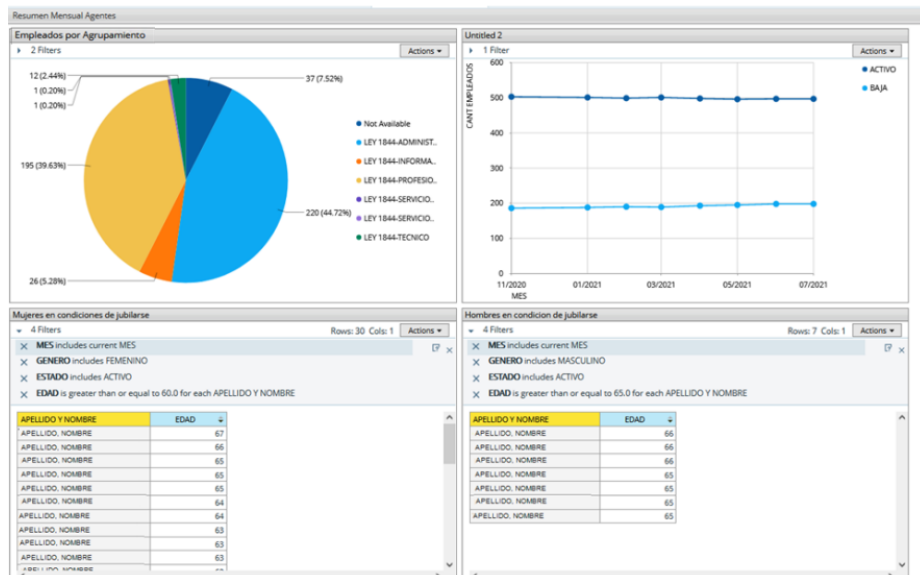 Resumen Mensual Agentes
Empleados por Agrupamiento
2 Filters
Actions
12 (2.44%)
1 (0.20%)
1 (0.20%)
37 (7.52%)
195 (39.63%)
220 (44.72%)
26 (5.28%)
Not Available
LEY 1844-ADMINIST..
LEY 1844-INFORMA..
LEY 1844-PROFESIO..
LEY 1844-SERVICIO..
LEY 1844-SERVICIO..
LEY 1844-TECNICO
Untitled 2
1 Filter
Actions
CANT EMPLEADOS
600
500
400
300
200
100
0
11/2020
01/2021
03/2021
05/2021
07/2021
MES
ACTIVO
BAJA
Mujeres en condiciones de jubilarse
4 Filters
Rows: 30 Cols: 1
Actions
MES includes current MES
GENERO includes FEMENINO
ESTADO includes ACTIVO
EDAD is greater than or equal to 60.0 for each APELLIDO Y NOMBRE
APELLIDO Y NOMBRE EDAD
APELLIDO, NOMBRE 67
APELLIDO, NOMBRE 66
APELLIDO, NOMBRE 65
APELLIDO, NOMBRE 65
APELLIDO, NOMBRE 65
APELLIDO, NOMBRE 64
APELLIDO, NOMBRE 64
APELLIDO, NOMBRE 63
APELLIDO, NOMBRE 63
APELLIDO, NOMBRE 63
Hombres en condicion de jubilarse
4 Filters
Rows: 7 Cols: 1
Actions
MES includes current MES
GENERO includes MASCULINO
ESTADO includes ACTIVO
EDAD is greater than or equal to 65.0 for each APELLIDO Y NOMBRE
APELLIDO Y NOMBRE EDAD
APELLIDO, NOMBRE 66
APELLIDO, NOMBRE 66
APELLIDO, NOMBRE 66
APELLIDO, NOMBRE 65
APELLIDO, NOMBRE 65
APELLIDO, NOMBRE 65
APELLIDO, NOMBRE 65